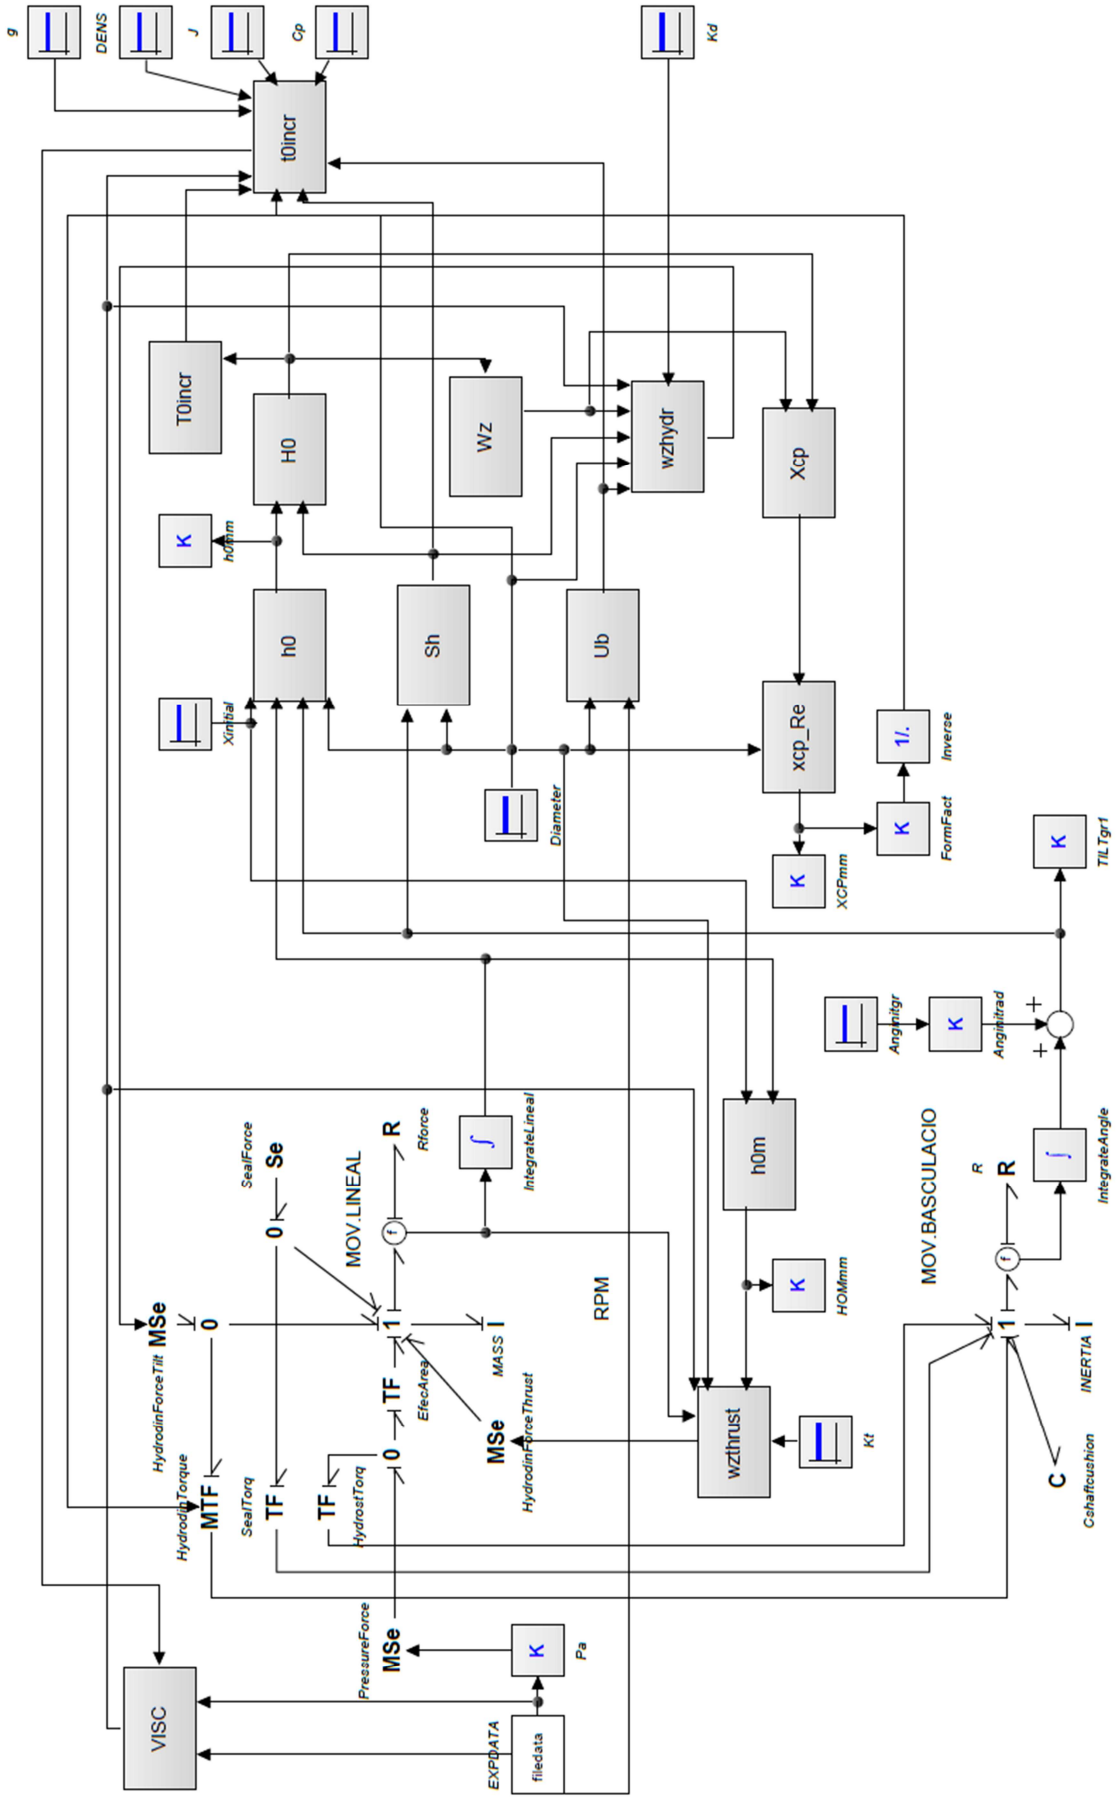 g
DENS
J
Cp
Kd
t0incr
T0incr
H0
Wz
wzhydr
Xcp
K
h0mm
h0
Sh
Ub
Xinitial
xcp_Re
1/.
Inverse
Diameter
K
FormFact
K
XCPmm
K
TILTgr1
Anginitgr
K
Anginitrad
+
+
SealForce
Se
0
MOV.LINEAL
R
Rforce
f
∫
IntegrateLineal
h0m
MOV.BASCULACIO
R
R
f
∫
IntegrateAngle
HydrodinForceTilt
MSe
0
1
I
MASS
RPM
K
HOMmm
1
I
INERTIA
TF
EfecArea
0
MSe
HydrodinForceThrust
wzthrust
Kt
C
Cshaftcushion
HydrodinTorque
MTF
SealTorq
TF
TF
HydrostTorq
PressureForce
MSe
K
Pa
VISC
EXPDATA
filedata